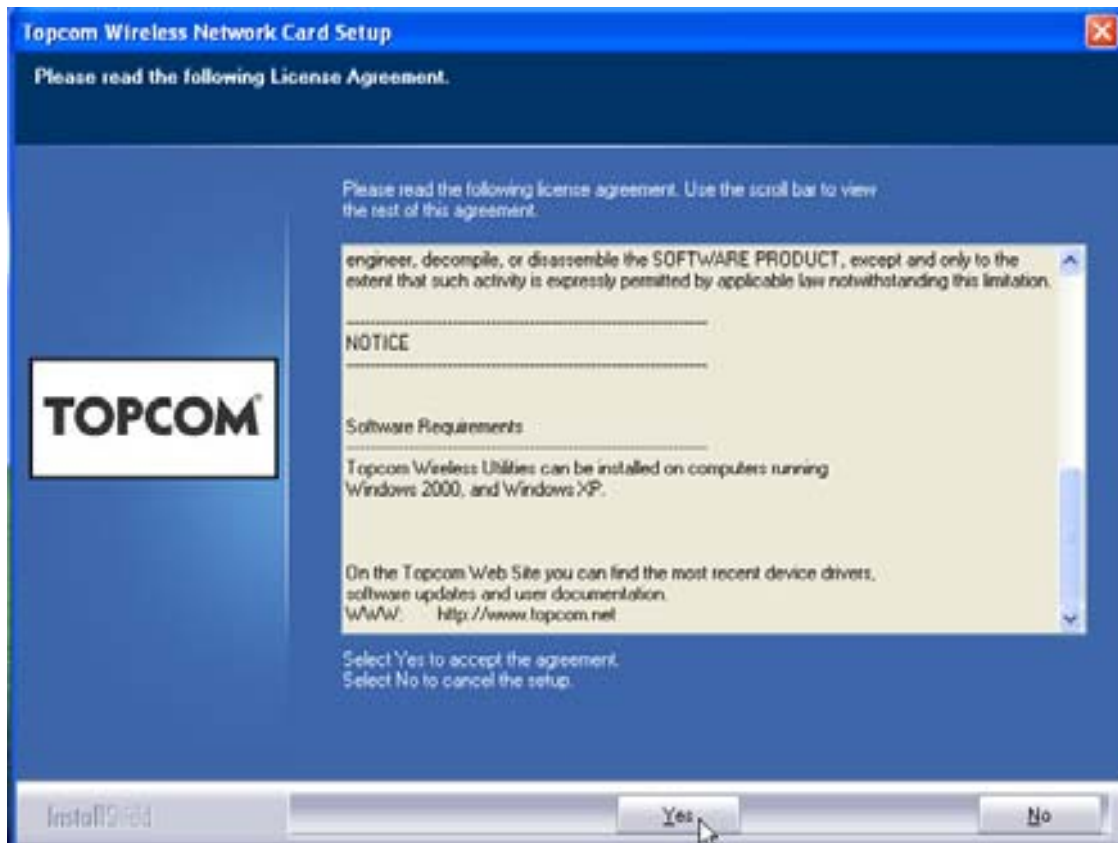 Topcom Wireless Network Card Setup
Please read the following License Agreement.
Please read the following license agreement. Use the scroll bar to view
the rest of this agreement.
engineer, decompile, or disassemble the SOFTWARE PRODUCT, except and only to the
extent that such activity is expressly permitted by applicable law notwithstanding this limitation.
----------------------------------------------------------------
NOTICE
----------------------------------------------------------------
TOPCOM®
Software Requirements
----------------------------------------------------------------
Topcom Wireless Utilities can be installed on computers running
Windows 2000, and Windows XP.
On the Topcom Web Site you can find the most recent device drivers,
software updates and user documentation.
WWW: http://www.topcom.net
Select Yes to accept the agreement.
Select No to cancel the setup.
InstallShield
Yes
No